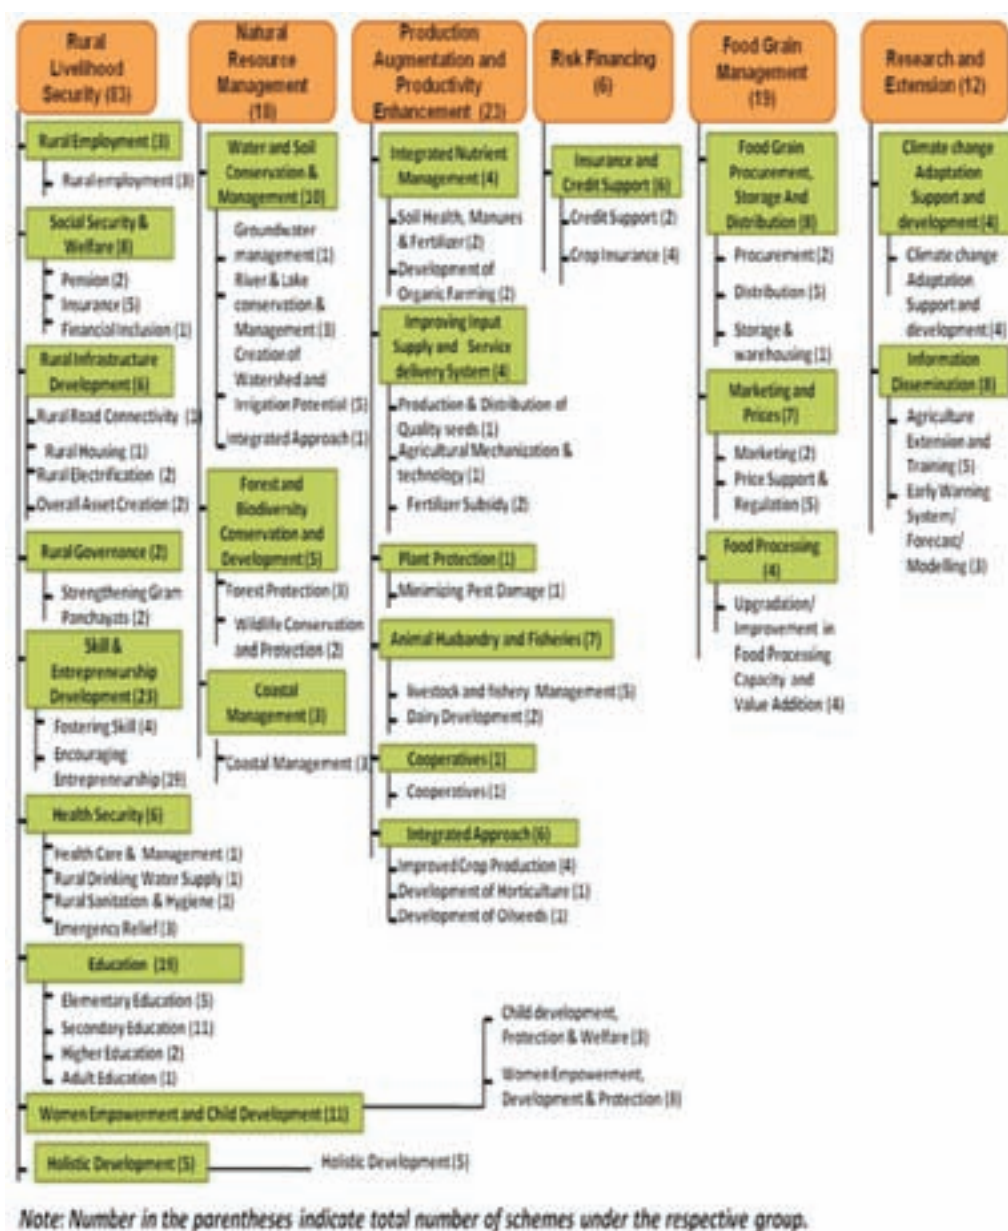 Rural
Livelihood
Security (83)
Rural Employment (3)
Rural employment (3)
Social Security &
Welfare (8)
Pension (2)
Insurance (5)
Financial Inclusion (1)
Rural Infrastructure
Development (6)
Rural Road Connectivity (1)
Rural Housing (1)
Rural Electrification (2)
Overall Asset Creation (2)
Rural Governance (2)
Strengthening Gram
Panchayats (2)
Skill &
Entrepreneurship
Development (23)
Fostering Skill (4)
Encouraging
Entrepreneurship (19)
Health Security (6)
Health Care & Management (1)
Rural Drinking Water Supply (1)
Rural Sanitation & Hygiene (1)
Emergency Relief (3)
Education (19)
Elementary Education (5)
Secondary Education (11)
Higher Education (2)
Adult Education (1)
Women Empowerment and Child Development (11)
Child development,
Protection & Welfare (3)
Women Empowerment,
Development & Protection (8)
Holistic Development (5)
Holistic Development (5)
Natural
Resource
Management (18)
Water and Soil
Conservation &
Management (10)
Groundwater
management (1)
River & Lake
conservation &
Management (3)
Creation of
Watershed and
Irrigation Potential (5)
Integrated Approach (1)
Forest and
Biodiversity
Conservation and
Development (5)
Forest Protection (3)
Wildlife Conservation
and Protection (2)
Coastal
Management (3)
Coastal Management (3
Production
Augmentation and
Productivity
Enhancement (23)
Integrated Nutrient
Management (4)
Soil Health, Manures
& Fertilizer (2)
Development of
Organic Farming (2)
Improving Input
Supply and Service
delivery System (4)
Production & Distribution of
Quality seeds (1)
Agricultural Mechanization &
technology (1)
Fertilizer Subsidy (2)
Plant Protection (1)
Minimizing Pest Damage (1)
Animal Husbandry and Fisheries (7)
livestock and fishery Management (5)
Dairy Development (2)
Cooperatives (1)
Cooperatives (1)
Integrated Approach (6)
Improved Crop Production (4)
Development of Horticulture (1)
Development of Oilseeds (1)
Risk Financing
(6)
Insurance and
Credit Support (6)
Credit Support (2)
Crop Insurance (4)
Food Grain
Management
(19)
Food Grain
Procurement,
Storage And
Distribution (8)
Procurement (2)
Distribution (5)
Storage &
warehousing (1)
Marketing and
Prices (7)
Marketing (2)
Price Support &
Regulation (5)
Food Processing
(4)
Upgradation/
Improvement in
Food Processing
Capacity and
Value Addition (4)
Research and
Extension (12)
Climate change
Adaptation
Support and
development (4)
Climate change
Adaptation
Support and
development (4)
Information
Dissemination (8)
Agriculture
Extension and
Training (5)
Early Warning
System/
Forecast/
Modelling (3)
Note: Number in the parentheses indicate total number of schemes under the respective group.